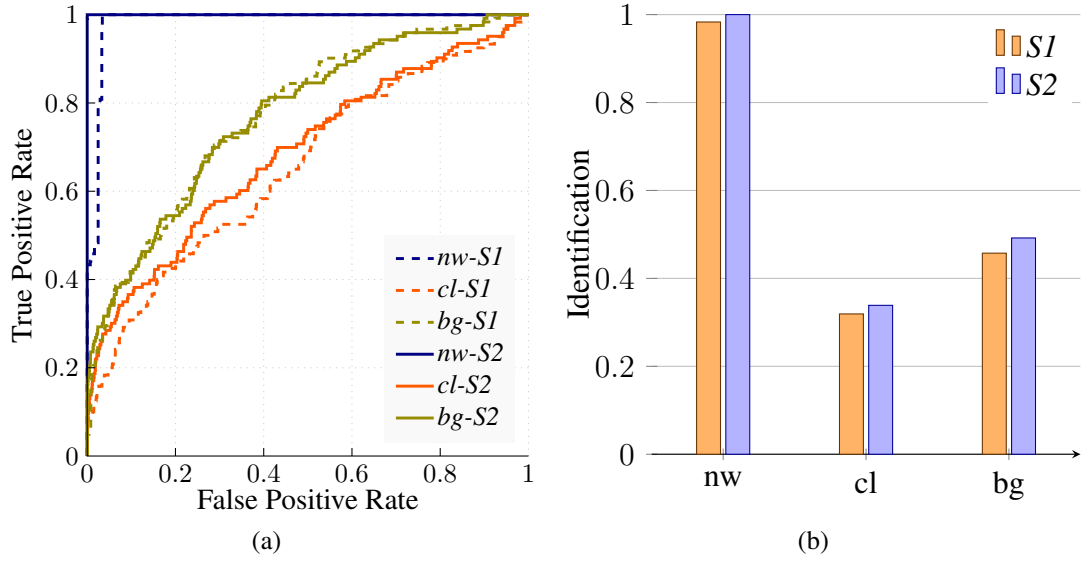 True Positive Rate
1
0.8
0.6
0.4
0.2
0
0 0.2 0.4 0.6 0.8 1
False Positive Rate
nw-S1
cl-S1
bg-S1
nw-S2
cl-S2
bg-S2
(a)
Identification
1
0.8
0.6
0.4
0.2
0
nw cl bg
S1
S2
(b)